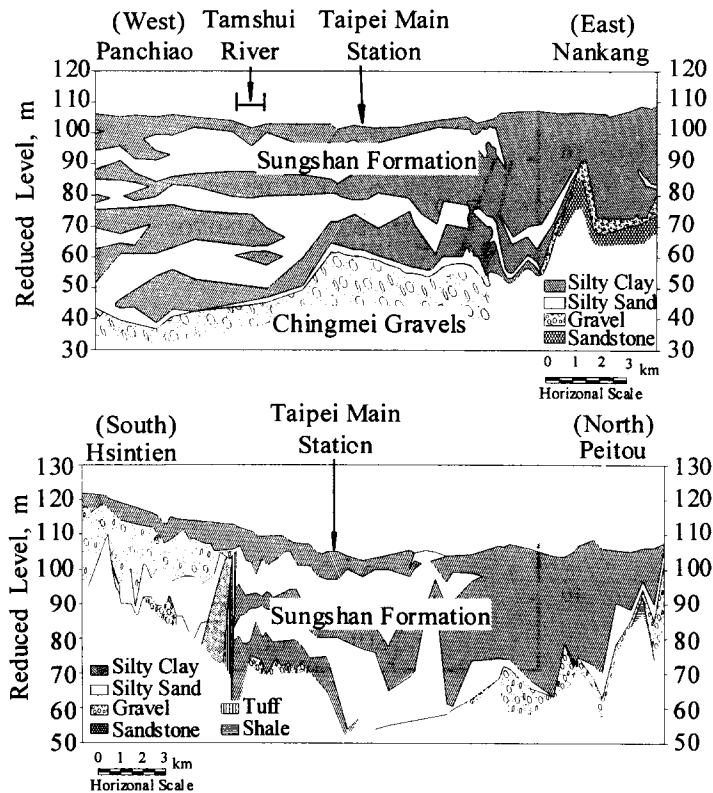 (West) Tamshui Taipei Main (East)
Panchiao River Station Nankang
120 120
110 110
100 100
90 90
80 80
70 70
60 60
50 50
40 40
30 30
Reduced Level, m
Sungshan Formation
Chingmei Gravels
Silty Clay
Silty Sand
Gravel
Sandstone
0 1 2 3 km
Horizonal Scale
(South) Taipei Main (North)
Hsintien Station Peitou
130 130
120 120
110 110
100 100
90 90
80 80
70 70
60 60
50 50
Reduced Level, m
Sungshan Formation
Silty Clay
Silty Sand
Gravel Tuff
Sandstone Shale
0 1 2 3 km
Horizonal Scale